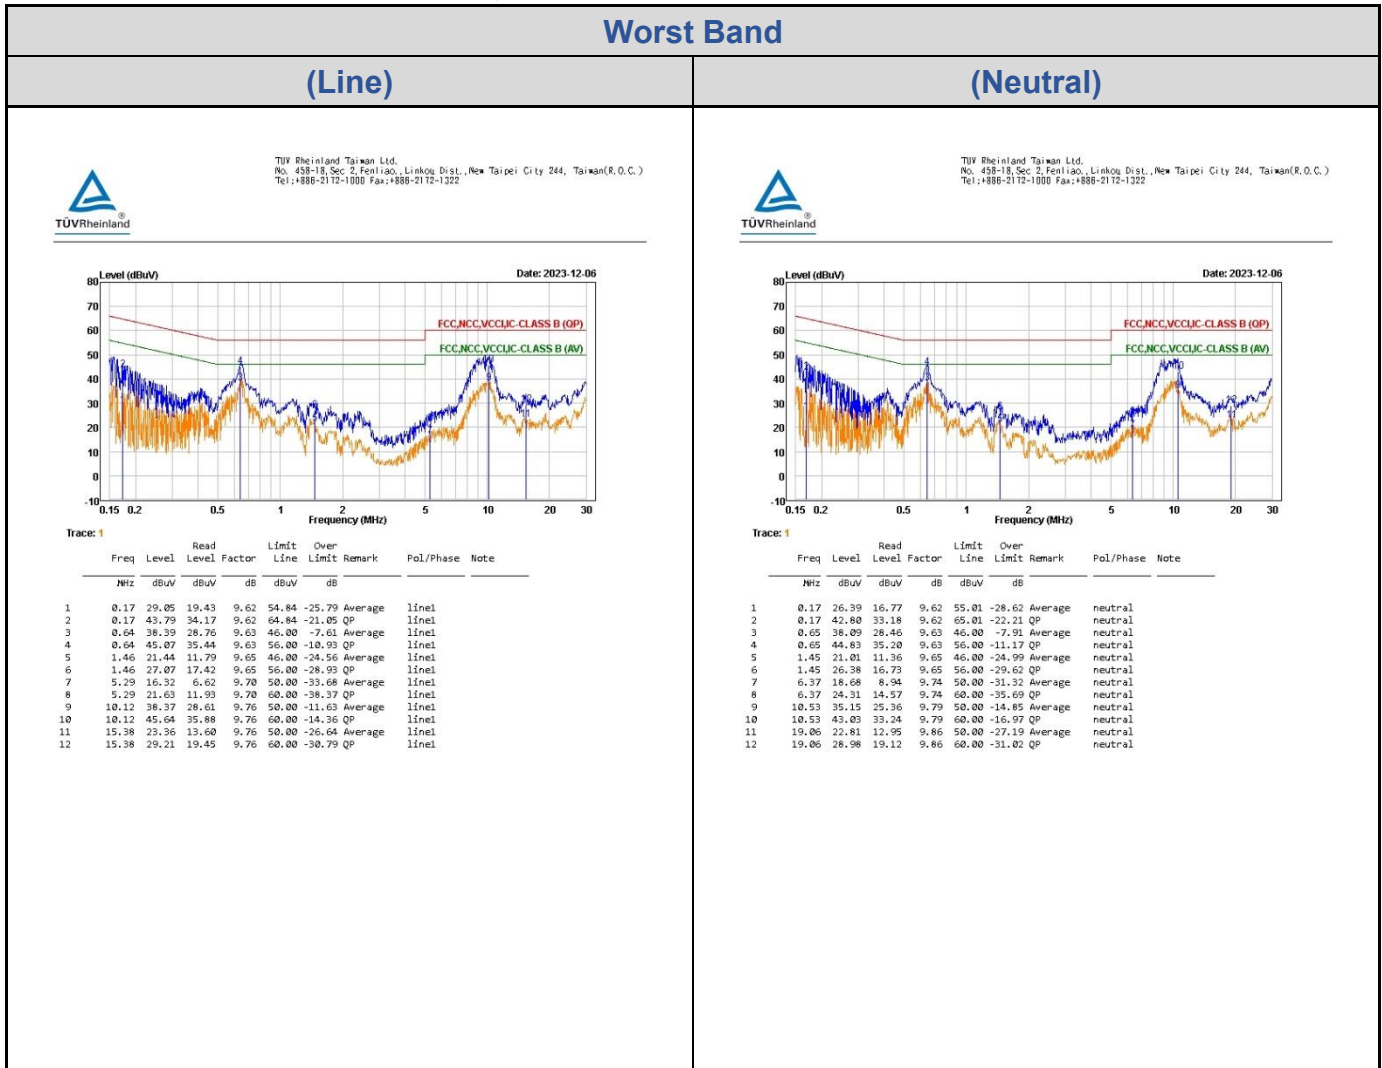 Worst Band
(Line)
(Neutral)
TÜVRheinland ®
TUV Rheinland Taiwan Ltd.
No. 458-18,Sec 2,Fenliao.,Linkou Dist.,New Taipei City 244, Taiwan(R.O.C.)
Tel:+886-2172-1000 Fax:+886-2172-1322
Level (dBuV)
Date: 2023-12-06
80
70
60
50
40
30
20
10
0
-10
FCC,NCC,VCCI,IC-CLASS B (QP)
FCC,NCC,VCCI,IC-CLASS B (AV)
0.15 0.2 0.5 1 2 5 10 20 30
Frequency (MHz)
Trace: 1
Read Limit Over
Freq Level Level Factor Line Limit Remark Pol/Phase Note
MHz dBuV dBuV dB dBuV dB
1 0.17 29.05 19.43 9.62 54.84 -25.79 Average line1
2 0.17 43.79 34.17 9.62 64.84 -21.05 QP line1
3 0.64 38.39 28.76 9.63 46.00 -7.61 Average line1
4 0.64 45.07 35.44 9.63 56.00 -10.93 QP line1
5 1.46 21.44 11.79 9.65 46.00 -24.56 Average line1
6 1.46 27.07 17.42 9.65 56.00 -28.93 QP line1
7 5.29 16.32 6.62 9.70 50.00 -33.68 Average line1
8 5.29 21.63 11.93 9.70 60.00 -38.37 QP line1
9 10.12 38.37 28.61 9.76 50.00 -11.63 Average line1
10 10.12 45.64 35.88 9.76 60.00 -14.36 QP line1
11 15.38 23.36 13.60 9.76 50.00 -26.64 Average line1
12 15.38 29.21 19.45 9.76 60.00 -30.79 QP line1
TÜVRheinland ®
TUV Rheinland Taiwan Ltd.
No. 458-18,Sec 2,Fenliao.,Linkou Dist.,New Taipei City 244, Taiwan(R.O.C.)
Tel:+886-2172-1000 Fax:+886-2172-1322
Level (dBuV)
Date: 2023-12-06
80
70
60
50
40
30
20
10
0
-10
FCC,NCC,VCCI,IC-CLASS B (QP)
FCC,NCC,VCCI,IC-CLASS B (AV)
0.15 0.2 0.5 1 2 5 10 20 30
Frequency (MHz)
Trace: 1
Read Limit Over
Freq Level Level Factor Line Limit Remark Pol/Phase Note
MHz dBuV dBuV dB dBuV dB
1 0.17 26.39 16.77 9.62 55.01 -28.62 Average neutral
2 0.17 42.80 33.18 9.62 65.01 -22.21 QP neutral
3 0.65 38.09 28.46 9.63 46.00 -7.91 Average neutral
4 0.65 44.83 35.20 9.63 56.00 -11.17 QP neutral
5 1.45 21.01 11.36 9.65 46.00 -24.99 Average neutral
6 1.45 26.38 16.73 9.65 56.00 -29.62 QP neutral
7 6.37 18.68 8.94 9.74 50.00 -31.32 Average neutral
8 6.37 24.31 14.57 9.74 60.00 -35.69 QP neutral
9 10.53 35.15 25.36 9.79 50.00 -14.85 Average neutral
10 10.53 43.03 33.24 9.79 60.00 -16.97 QP neutral
11 19.06 22.81 12.95 9.86 50.00 -27.19 Average neutral
12 19.06 28.98 19.12 9.86 60.00 -31.02 QP neutral